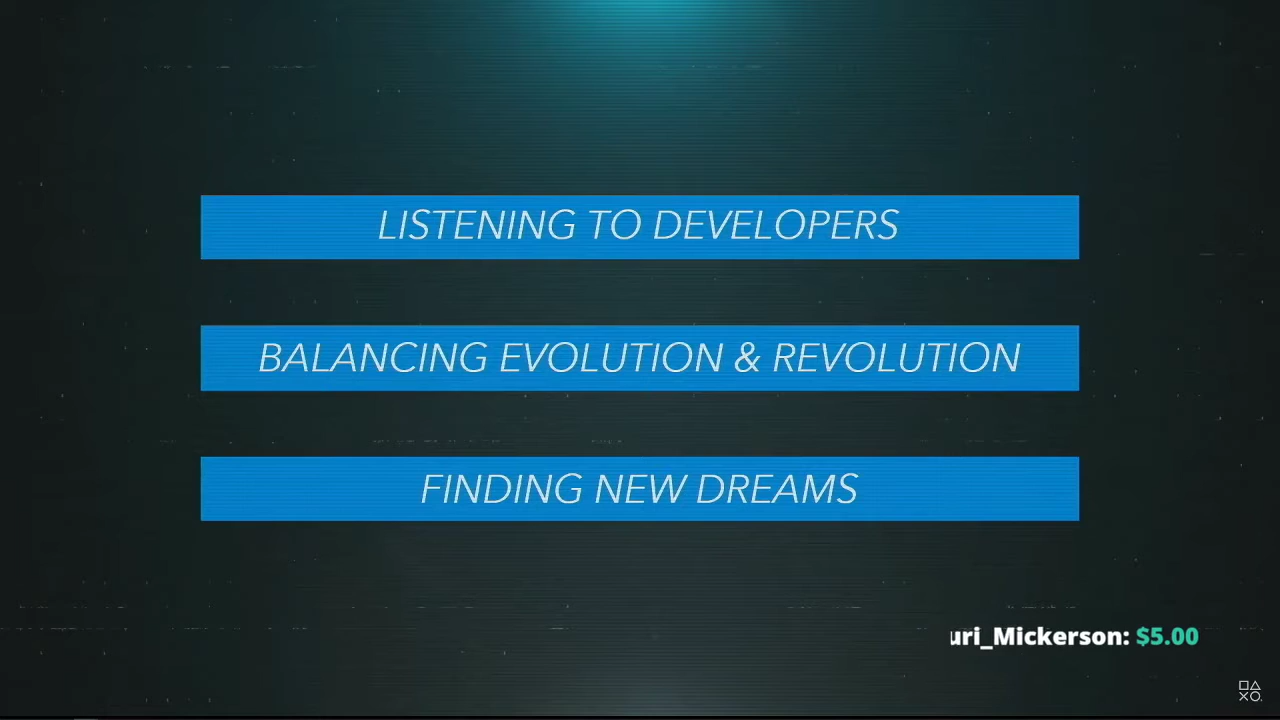 LISTENING TO DEVELOPERS
BALANCING EVOLUTION & REVOLUTION
FINDING NEW DREAMS
uri_Mickerson: $5.00